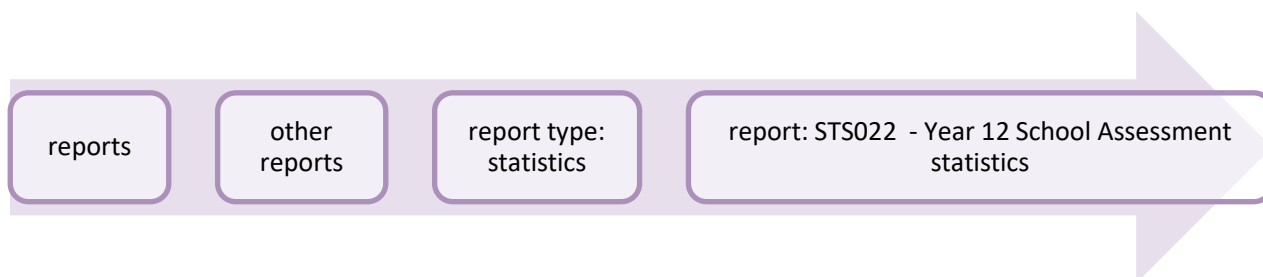 reports
other
reports
report type:
statistics
report: STS022  - Year 12 School Assessment
statistics